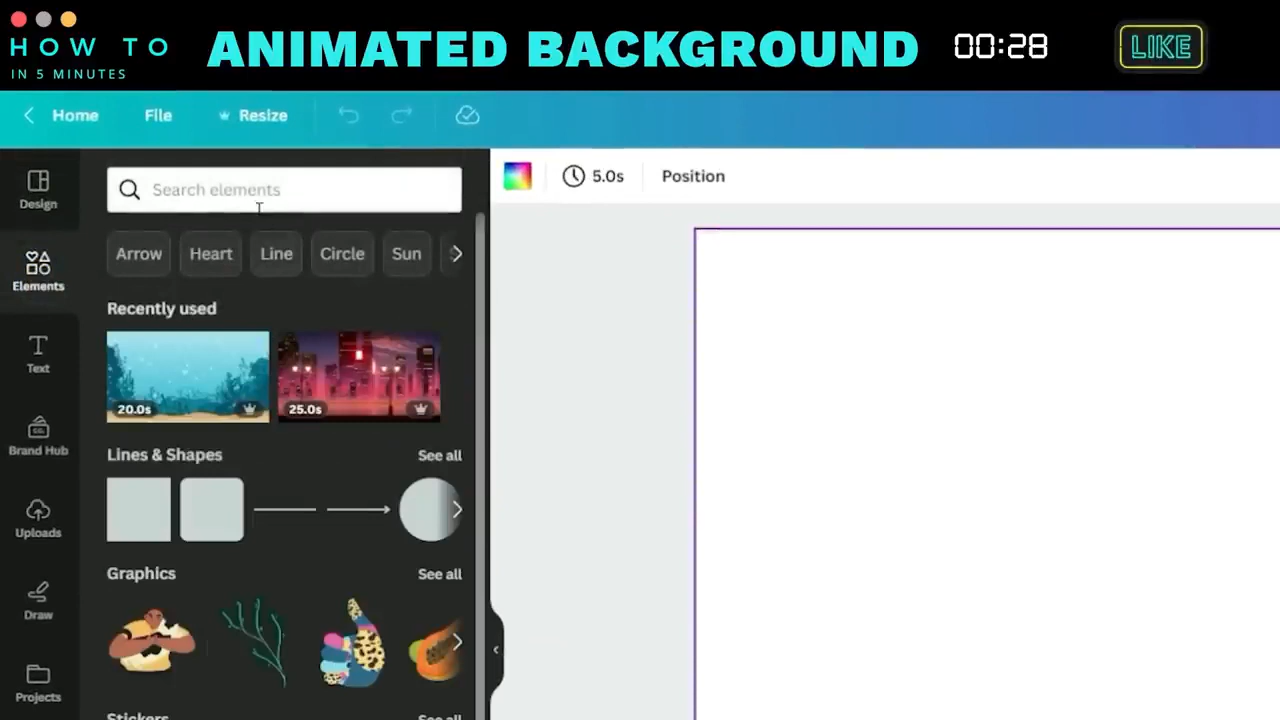 HOW TO
IN 5 MINUTES
ANIMATED BACKGROUND
00:28
LIKE
Home
File
Resize
Design
Elements
Text
Brand Hub
Uploads
Draw
Projects
Search elements
Arrow
Heart
Line
Circle
Sun
Recently used
20.0s
25.0s
Lines & Shapes
See all
Graphics
See all
Stickers
See all
5.0s
Position